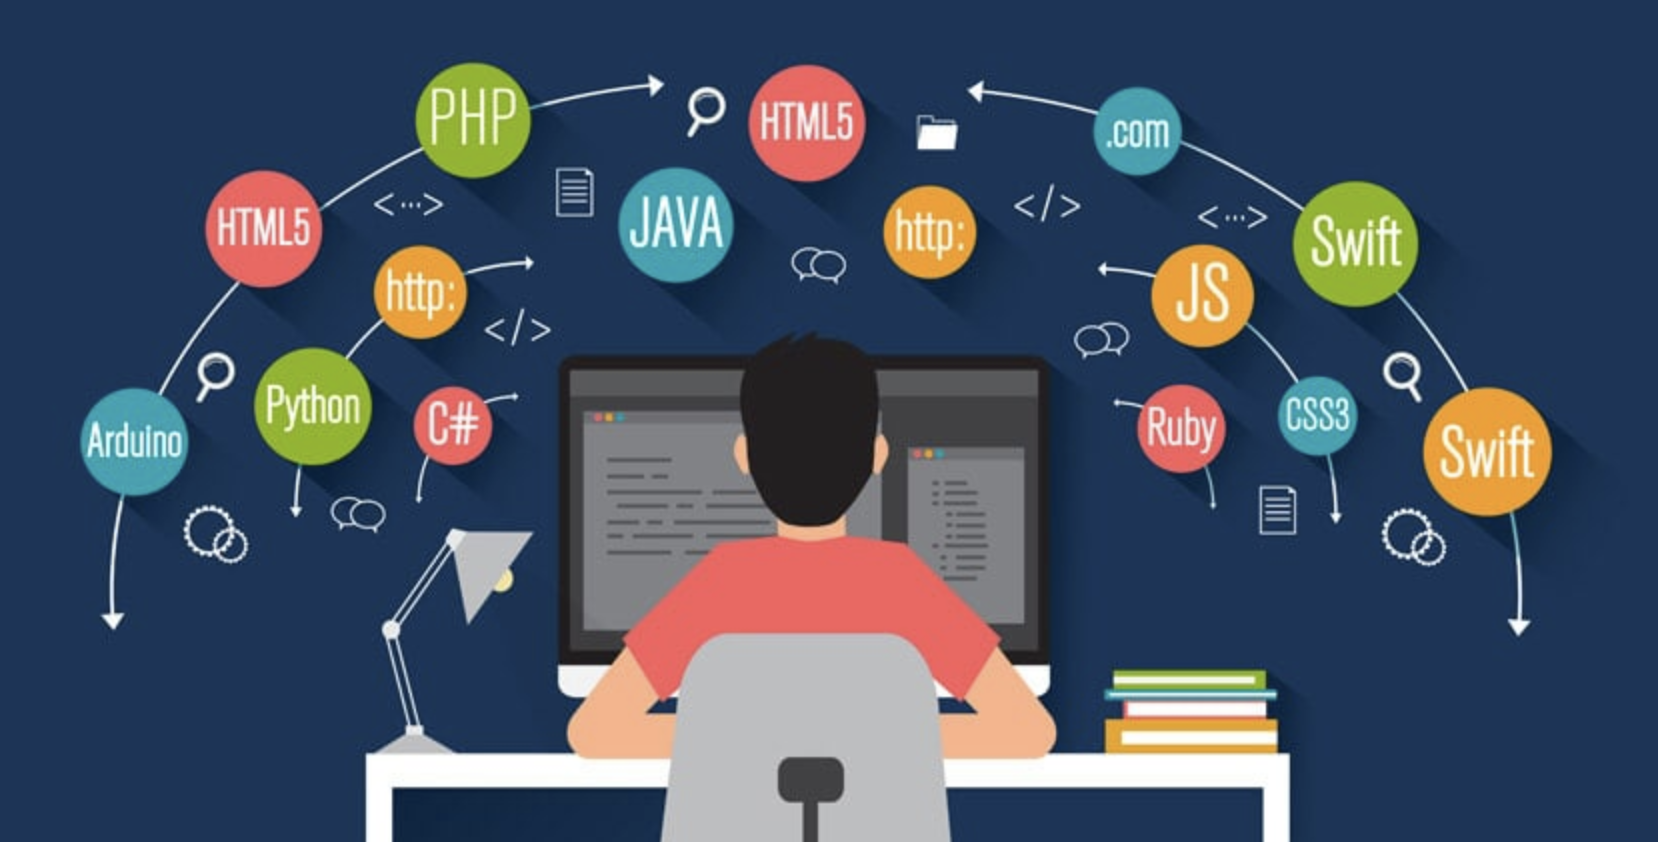 PHP
HTML5
.com
HTML5
JAVA
http:
Swift
http:
JS
Arduino
Python
C#
Ruby
CSS3
Swift